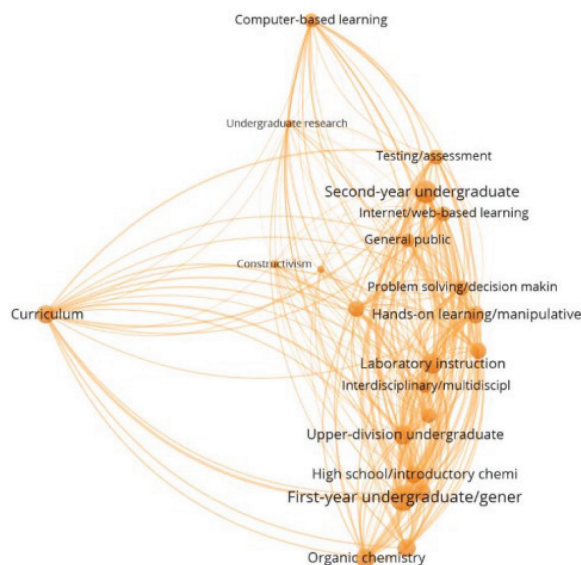 Computer-based learning
Undergraduate research
Testing/assessment
Second-year undergraduate
Internet/web-based learning
General public
Constructivism
Problem solving/decision makin
Curriculum
Hands-on learning/manipulative
Laboratory instruction
Interdisciplinary/multidiscipl
Upper-division undergraduate
High school/introductory chemi
First-year undergraduate/gener
Organic chemistry